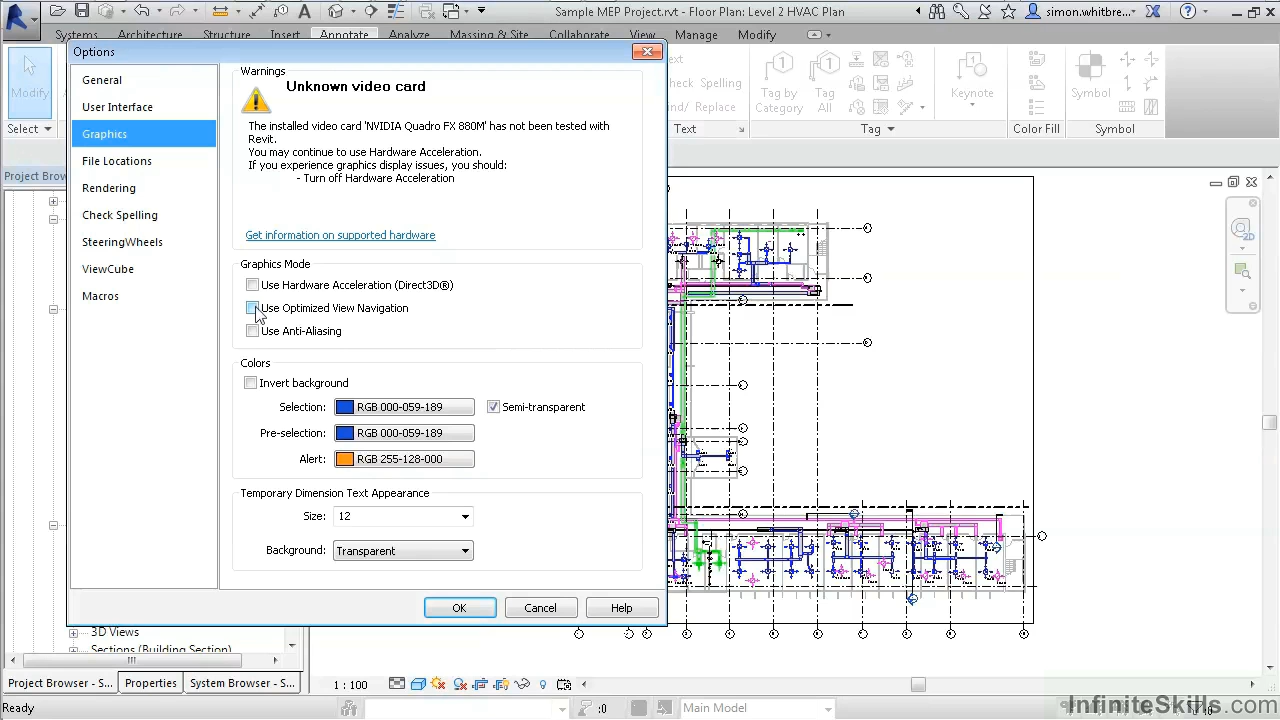 Sample MEP Project.rvt - Floor Plan: Level 2 HVAC Plan
simon.whitbre...
Systems Architecture Structure Insert Annotate Analyze Massing & Site Collaborate View Manage Modify
Options
General
User Interface
Graphics
File Locations
Rendering
Check Spelling
SteeringWheels
ViewCube
Macros
Warnings
Unknown video card
The installed video card 'NVIDIA Quadro FX 880M' has not been tested with
Revit.
You may continue to use Hardware Acceleration.
If you experience graphics display issues, you should:
- Turn off Hardware Acceleration
Get information on supported hardware
Graphics Mode
Use Hardware Acceleration (Direct3D®)
Use Optimized View Navigation
Use Anti-Aliasing
Colors
Invert background
Selection: RGB 000-059-189 Semi-transparent
Pre-selection: RGB 000-059-189
Alert: RGB 255-128-000
Temporary Dimension Text Appearance
Size: 12
Background: Transparent
OK Cancel Help
Modify
Select
Project Brow
Spelling
Replace
Text
Tag by
Category
Tag
All
Keynote
Tag
Color Fill
Symbol
Symbol
2D
3D Views
Sections (Building Section)
Project Browser - S... Properties System Browser - S...
1 : 100
Ready
:0
Main Model
InfiniteSkills.com